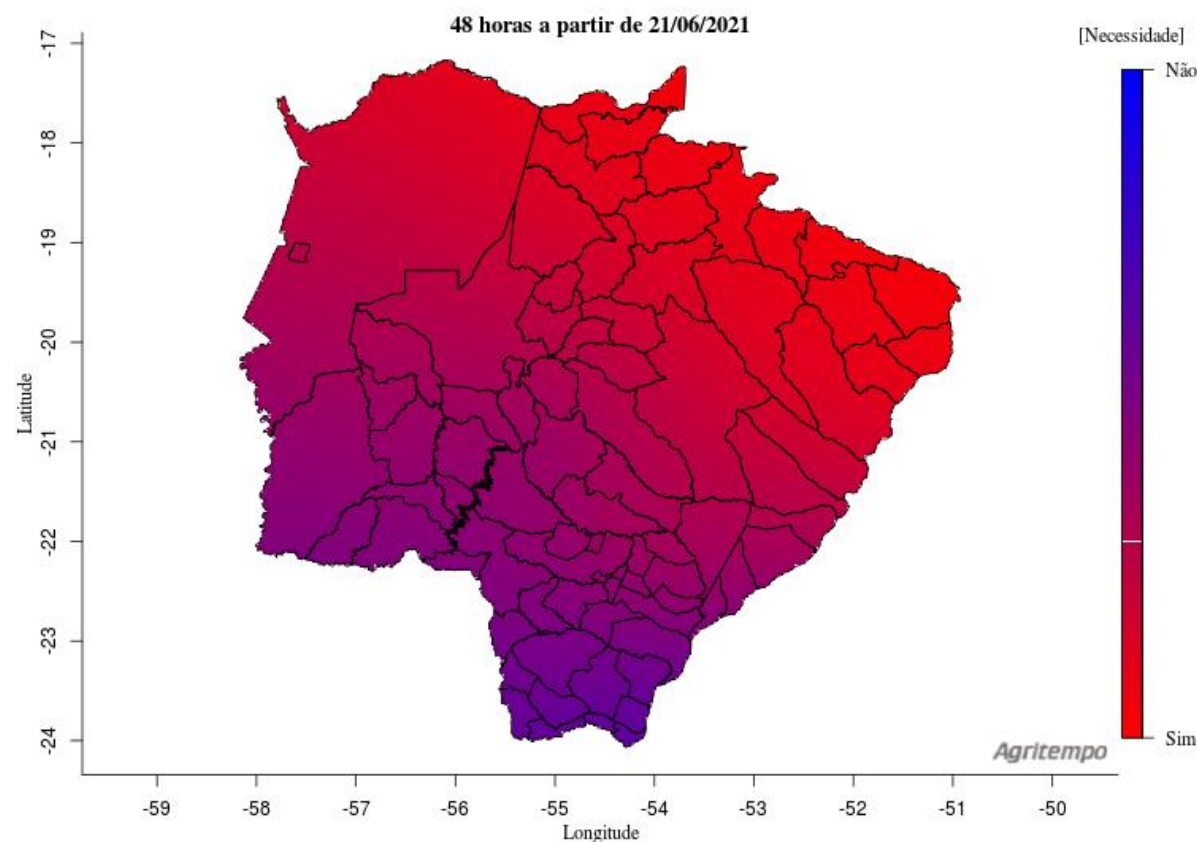 48 horas a partir de 21/06/2021
[Necessidade]
Não
Sim
-17
-18
-19
-20
-21
-22
-23
-24
Latitude
Agritempo
-59
-58
-57
-56
-55
-54
-53
-52
-51
-50
Longitude